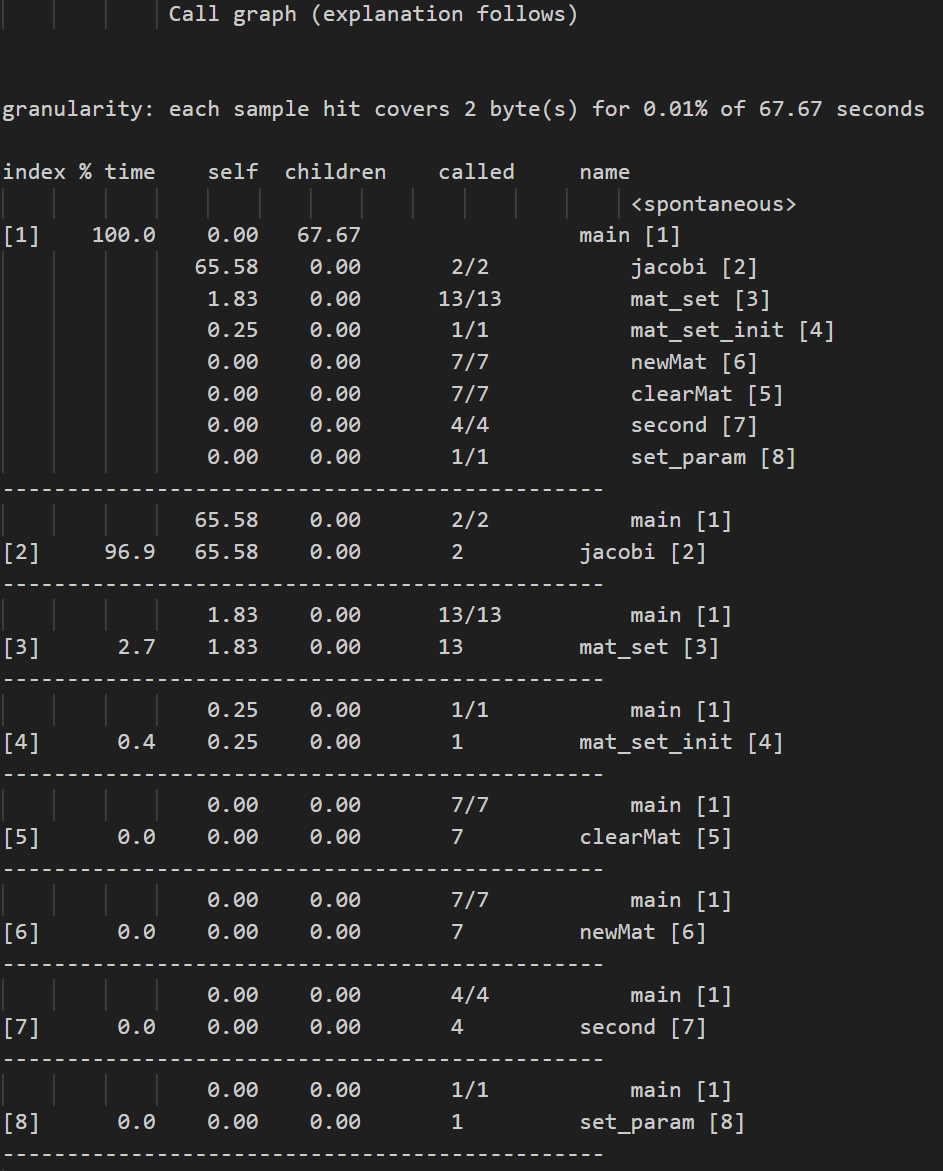 Call graph (explanation follows)
granularity: each sample hit covers 2 byte(s) for 0.01% of 67.67 seconds
index % time    self  children    called     name
                                                 <spontaneous>
[1]    100.0    0.00   67.67                 main [1]
               65.58    0.00       2/2           jacobi [2]
                1.83    0.00      13/13          mat_set [3]
                0.25    0.00       1/1           mat_set_init [4]
                0.00    0.00       7/7           newMat [6]
                0.00    0.00       7/7           clearMat [5]
                0.00    0.00       4/4           second [7]
                0.00    0.00       1/1           set_param [8]
-----------------------------------------------
               65.58    0.00       2/2           main [1]
[2]     96.9   65.58    0.00       2         jacobi [2]
-----------------------------------------------
                1.83    0.00      13/13          main [1]
[3]      2.7    1.83    0.00      13         mat_set [3]
-----------------------------------------------
                0.25    0.00       1/1           main [1]
[4]      0.4    0.25    0.00       1         mat_set_init [4]
-----------------------------------------------
                0.00    0.00       7/7           main [1]
[5]      0.0    0.00    0.00       7         clearMat [5]
-----------------------------------------------
                0.00    0.00       7/7           main [1]
[6]      0.0    0.00    0.00       7         newMat [6]
-----------------------------------------------
                0.00    0.00       4/4           main [1]
[7]      0.0    0.00    0.00       4         second [7]
-----------------------------------------------
                0.00    0.00       1/1           main [1]
[8]      0.0    0.00    0.00       1         set_param [8]
-----------------------------------------------